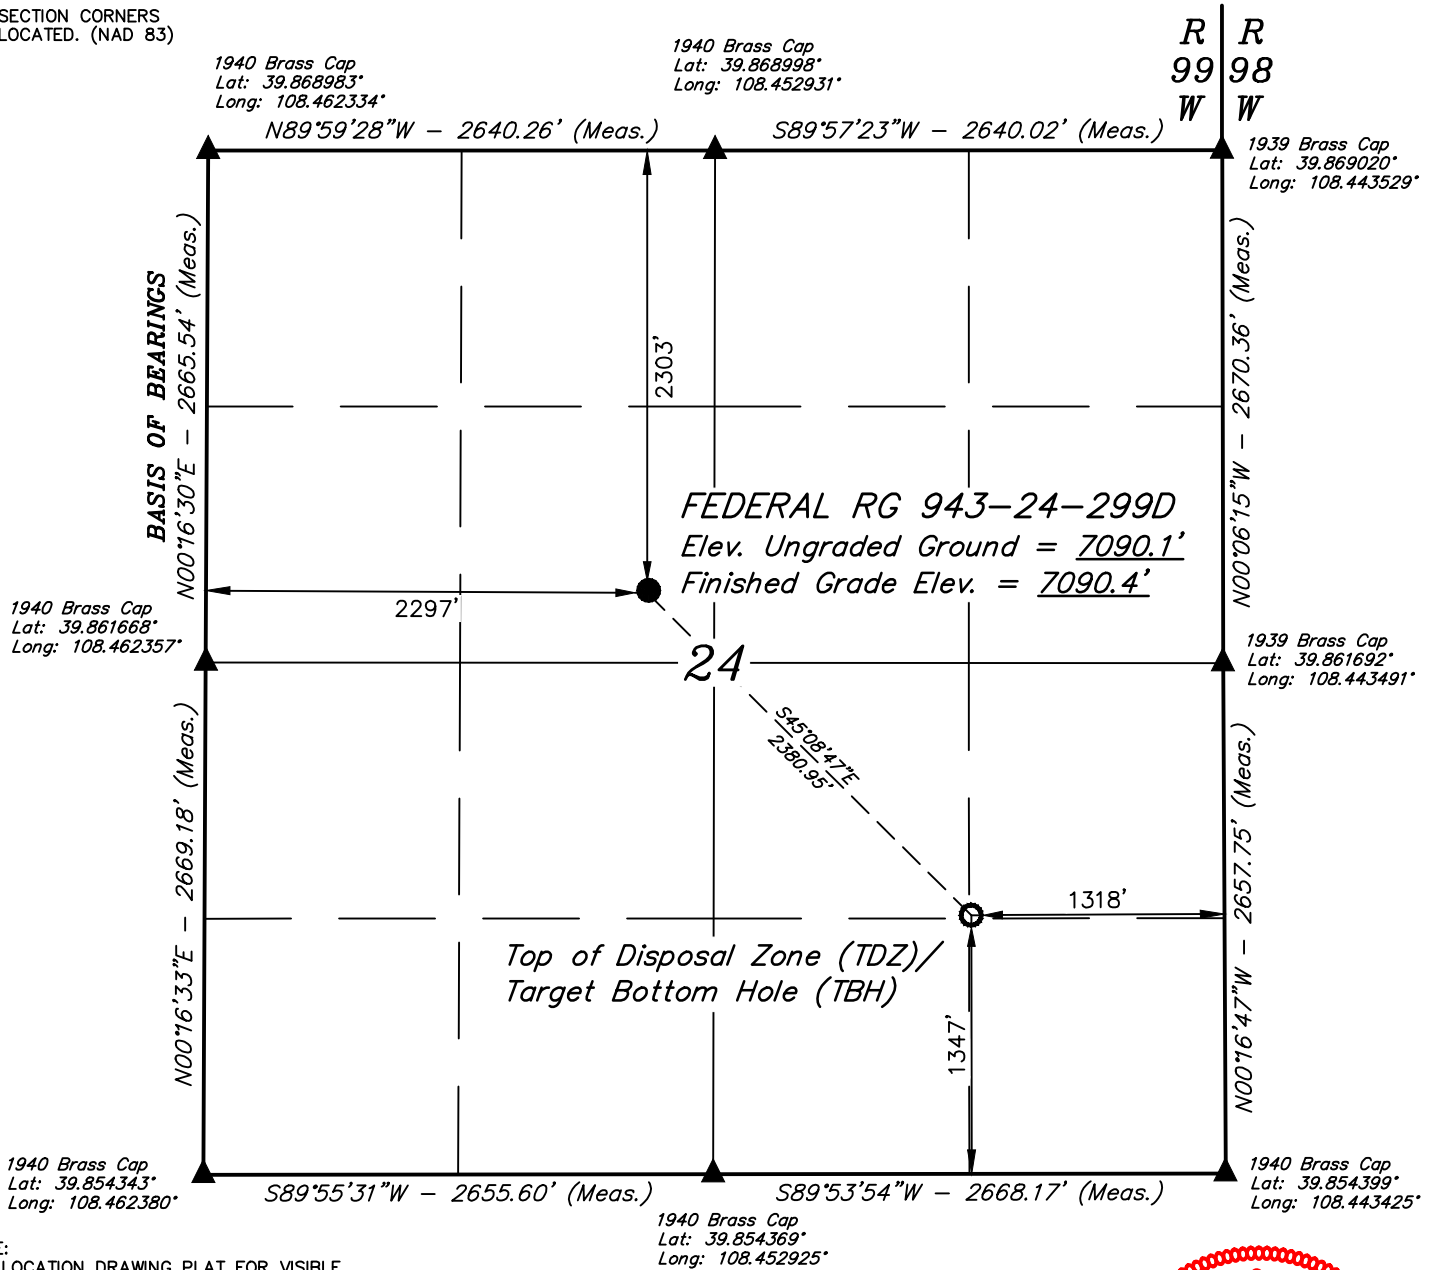 SECTION CORNERS
LOCATED. (NAD 83)
1940 Brass Cap
Lat: 39.868983°
Long: 108.462334°
1940 Brass Cap
Lat: 39.868998°
Long: 108.452931°
R R
99 98
W W
N89°59'28"W - 2640.26' (Meas.)
S89°57'23"W - 2640.02' (Meas.)
1939 Brass Cap
Lat: 39.869020°
Long: 108.443529°
BASIS OF BEARINGS
N00°16'30"E - 2665.54' (Meas.)
2303'
N00°06'15"W - 2670.36' (Meas.)
FEDERAL RG 943-24-299D
Elev. Ungraded Ground = 7090.1'
Finished Grade Elev. = 7090.4'
2297'
1940 Brass Cap
Lat: 39.861668°
Long: 108.462357°
24
1939 Brass Cap
Lat: 39.861692°
Long: 108.443491°
S45°08'47"E
2380.95'
N00°16'33"E - 2669.18' (Meas.)
N00°16'47"W - 2657.75' (Meas.)
1318'
Top of Disposal Zone (TDZ)/
Target Bottom Hole (TBH)
1347'
1940 Brass Cap
Lat: 39.854343°
Long: 108.462380°
S89°55'31"W - 2655.60' (Meas.)
S89°53'54"W - 2668.17' (Meas.)
1940 Brass Cap
Lat: 39.854399°
Long: 108.443425°
1940 Brass Cap
Lat: 39.854369°
Long: 108.452925°
E:
LOCATION DRAWING PLAT FOR VISIBLE